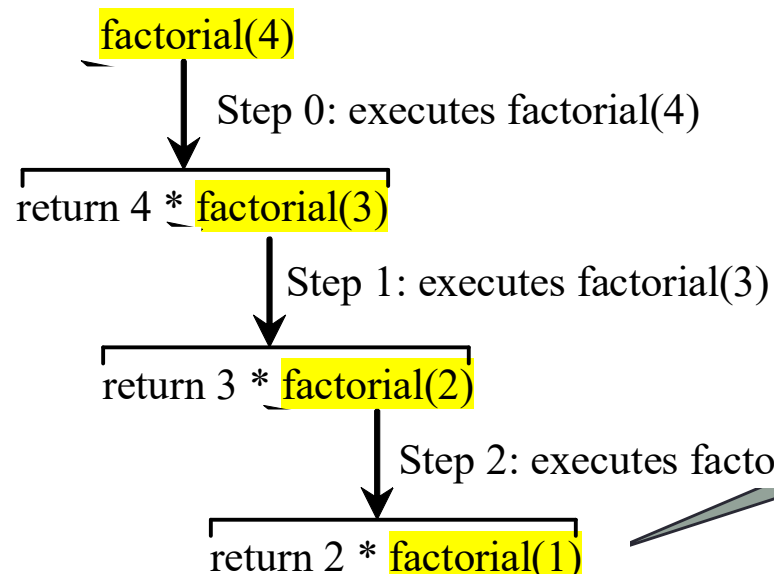 factorial(4)
Step 0: executes factorial(4)
return 4 * factorial(3)
Step 1: executes factorial(3)
return 3 * factorial(2)
Step 2: executes facto
return 2 * factorial(1)